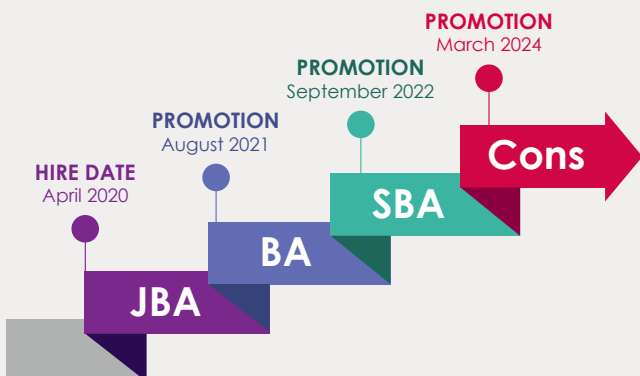 PROMOTION
March 2024
PROMOTION
September 2022
PROMOTION
August 2021
HIRE DATE
April 2020
Cons
SBA
BA
JBA